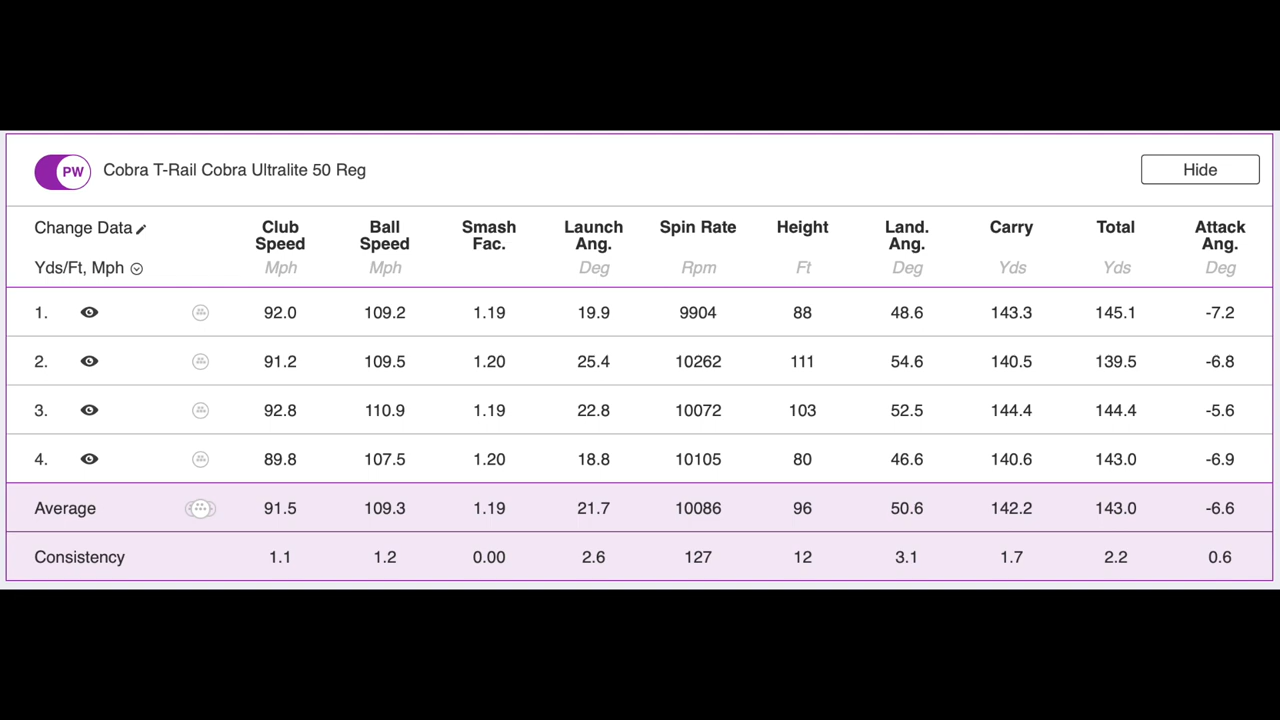 PW Cobra T-Rail Cobra Ultralite 50 Reg Hide
Change Data Club Speed Ball Speed Smash Fac. Launch Ang. Spin Rate Height Land. Ang. Carry Total Attack Ang.
Yds/Ft, Mph Mph Mph Deg Rpm Ft Deg Yds Yds Deg
1. 92.0 109.2 1.19 19.9 9904 88 48.6 143.3 145.1 -7.2
2. 91.2 109.5 1.20 25.4 10262 111 54.6 140.5 139.5 -6.8
3. 92.8 110.9 1.19 22.8 10072 103 52.5 144.4 144.4 -5.6
4. 89.8 107.5 1.20 18.8 10105 80 46.6 140.6 143.0 -6.9
Average 91.5 109.3 1.19 21.7 10086 96 50.6 142.2 143.0 -6.6
Consistency 1.1 1.2 0.00 2.6 127 12 3.1 1.7 2.2 0.6